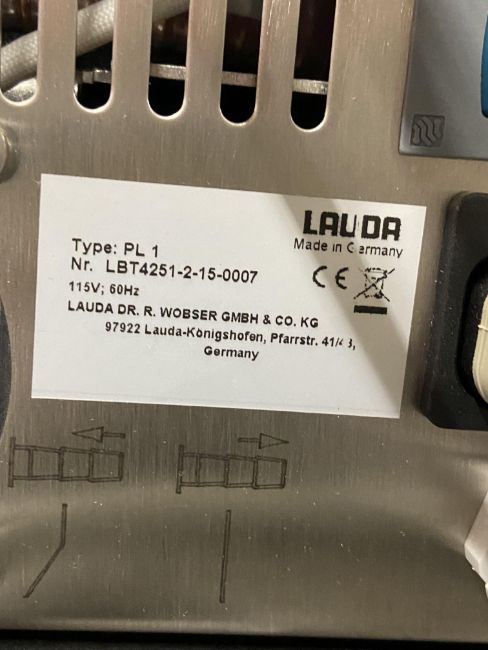 LAUDA
Made in Germany
Type: PL 1
Nr. LBT4251-2-15-0007
115V; 60Hz
CE
LAUDA DR. R. WOBSER GMBH & CO. KG
97922 Lauda-Königshofen, Pfarrstr. 41/43,
Germany